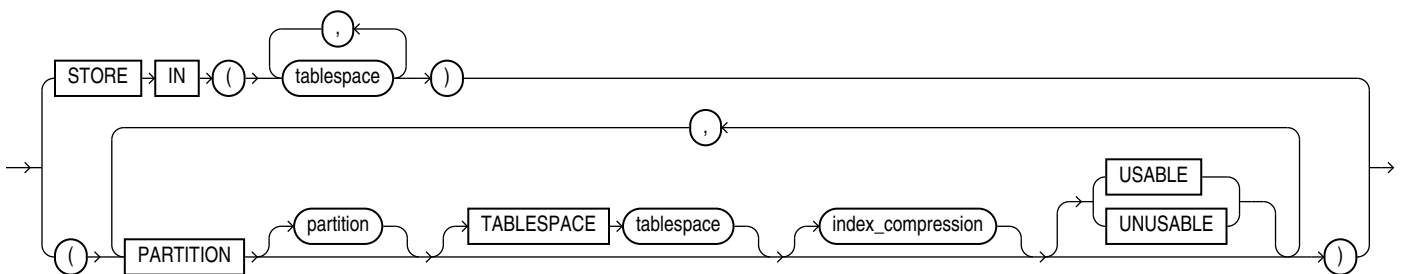 ,
STORE IN ( tablespace )
,
USABLE
partition TABLESPACE tablespace index_compression UNUSABLE
( PARTITION )